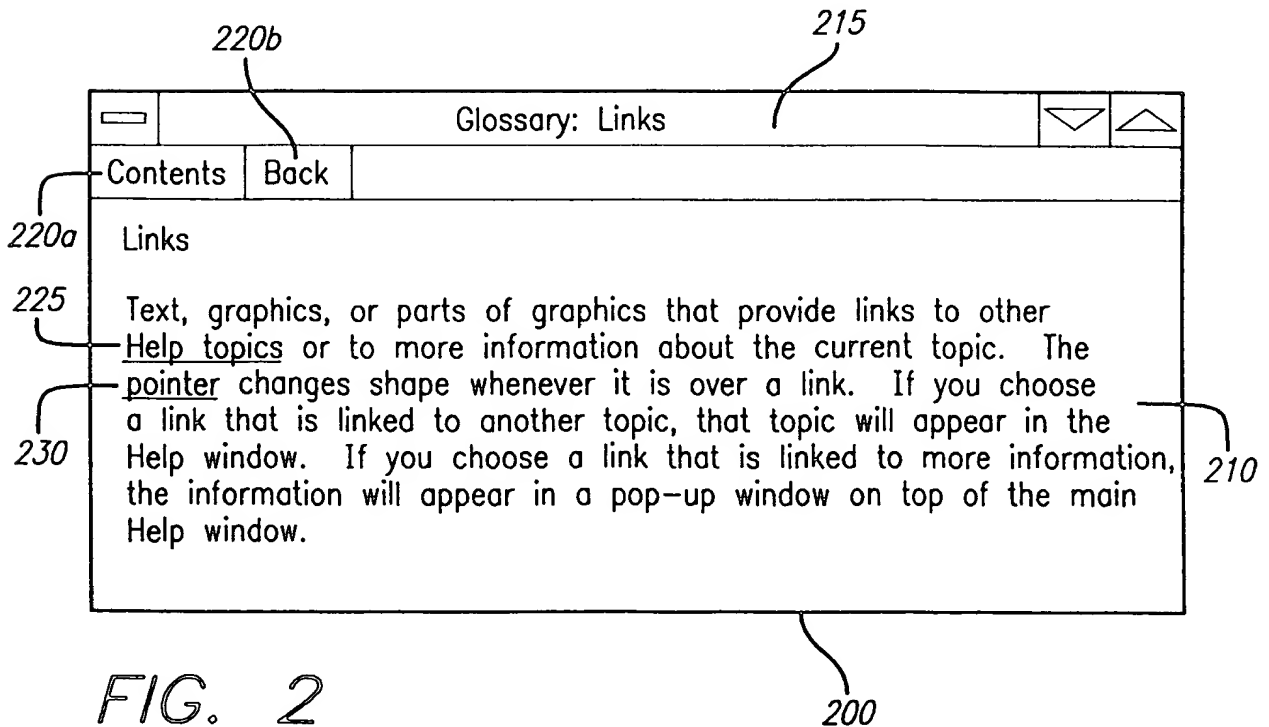 220b
215
Glossary: Links
Contents Back
220a
Links
225
Text, graphics, or parts of graphics that provide links to other
Help topics or to more information about the current topic. The
pointer changes shape whenever it is over a link. If you choose
a link that is linked to another topic, that topic will appear in the
230
Help window. If you choose a link that is linked to more information,
210
the information will appear in a pop-up window on top of the main
Help window.
FIG. 2
200